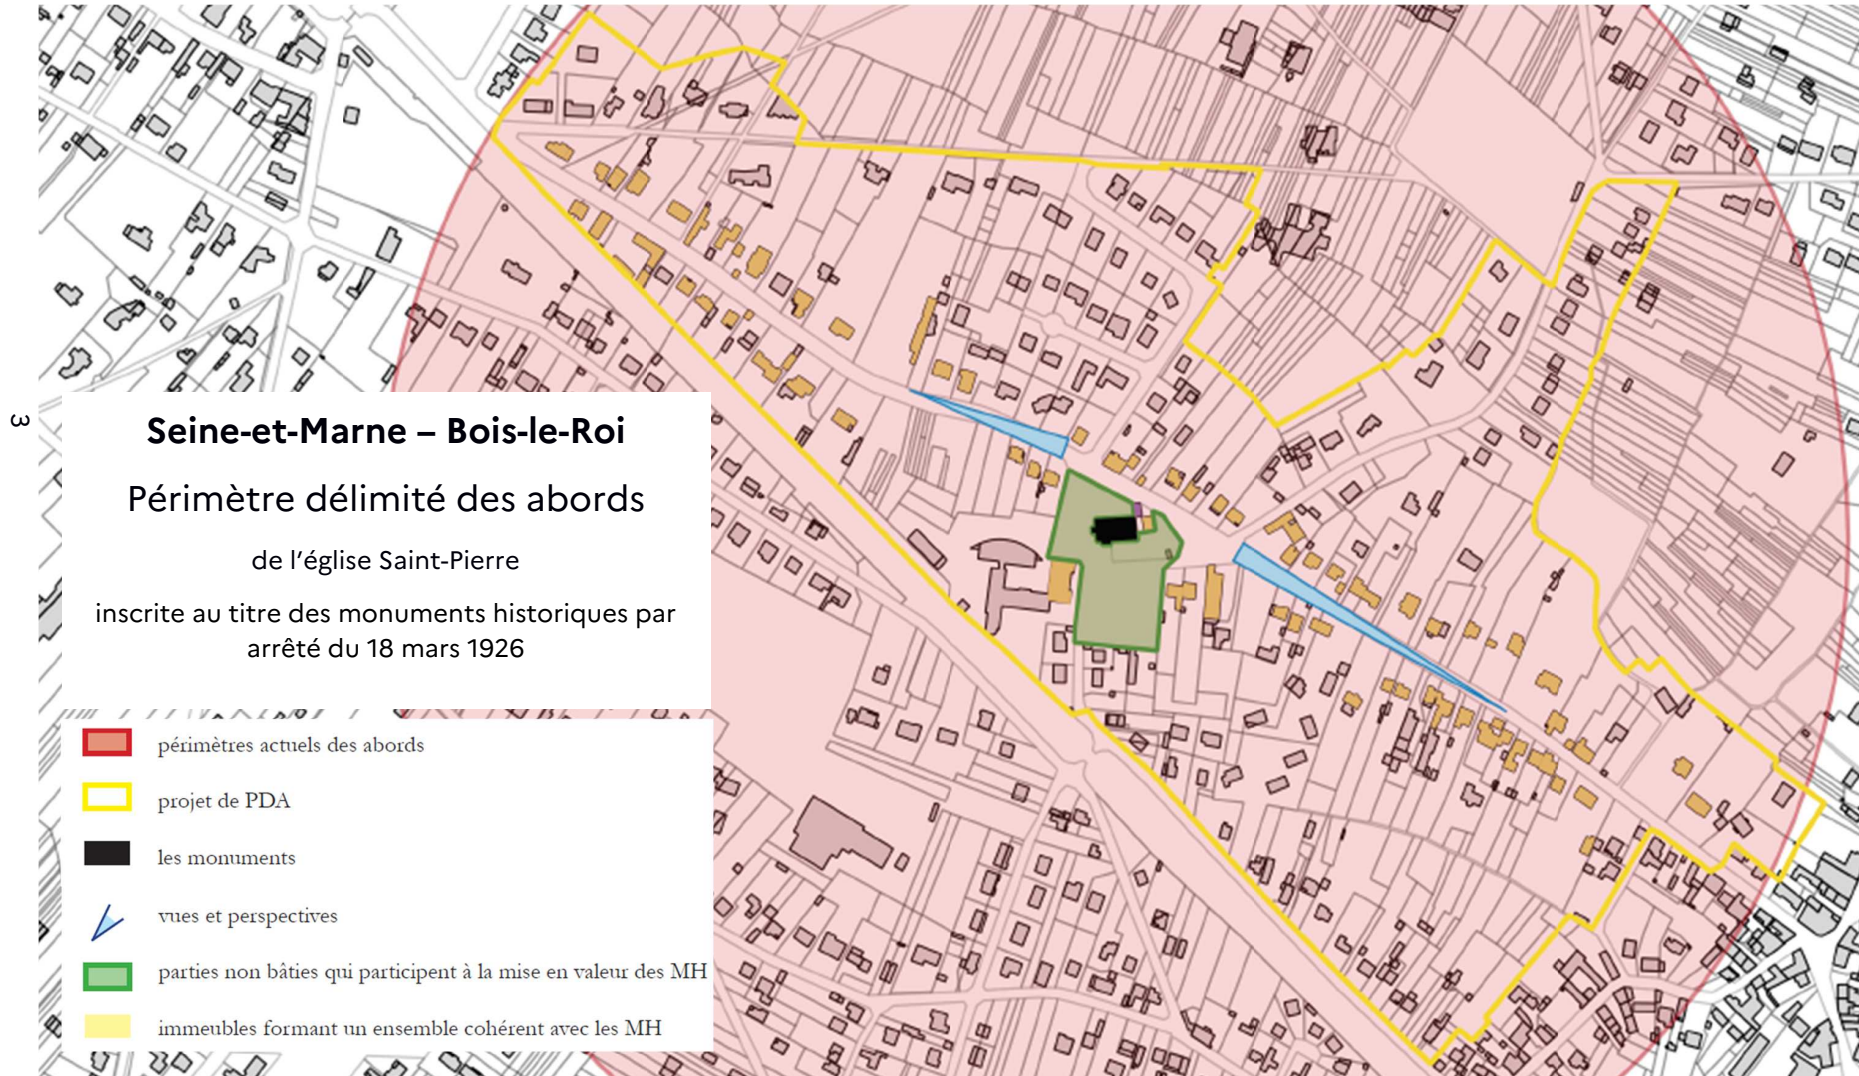 3
Seine-et-Marne – Bois-le-Roi
Périmètre délimité des abords
de l'église Saint-Pierre
inscrite au titre des monuments historiques par
arrêté du 18 mars 1926
périmètres actuels des abords
projet de PDA
les monuments
vues et perspectives
parties non bâties qui participent à la mise en valeur des MH
immeubles formant un ensemble cohérent avec les MH